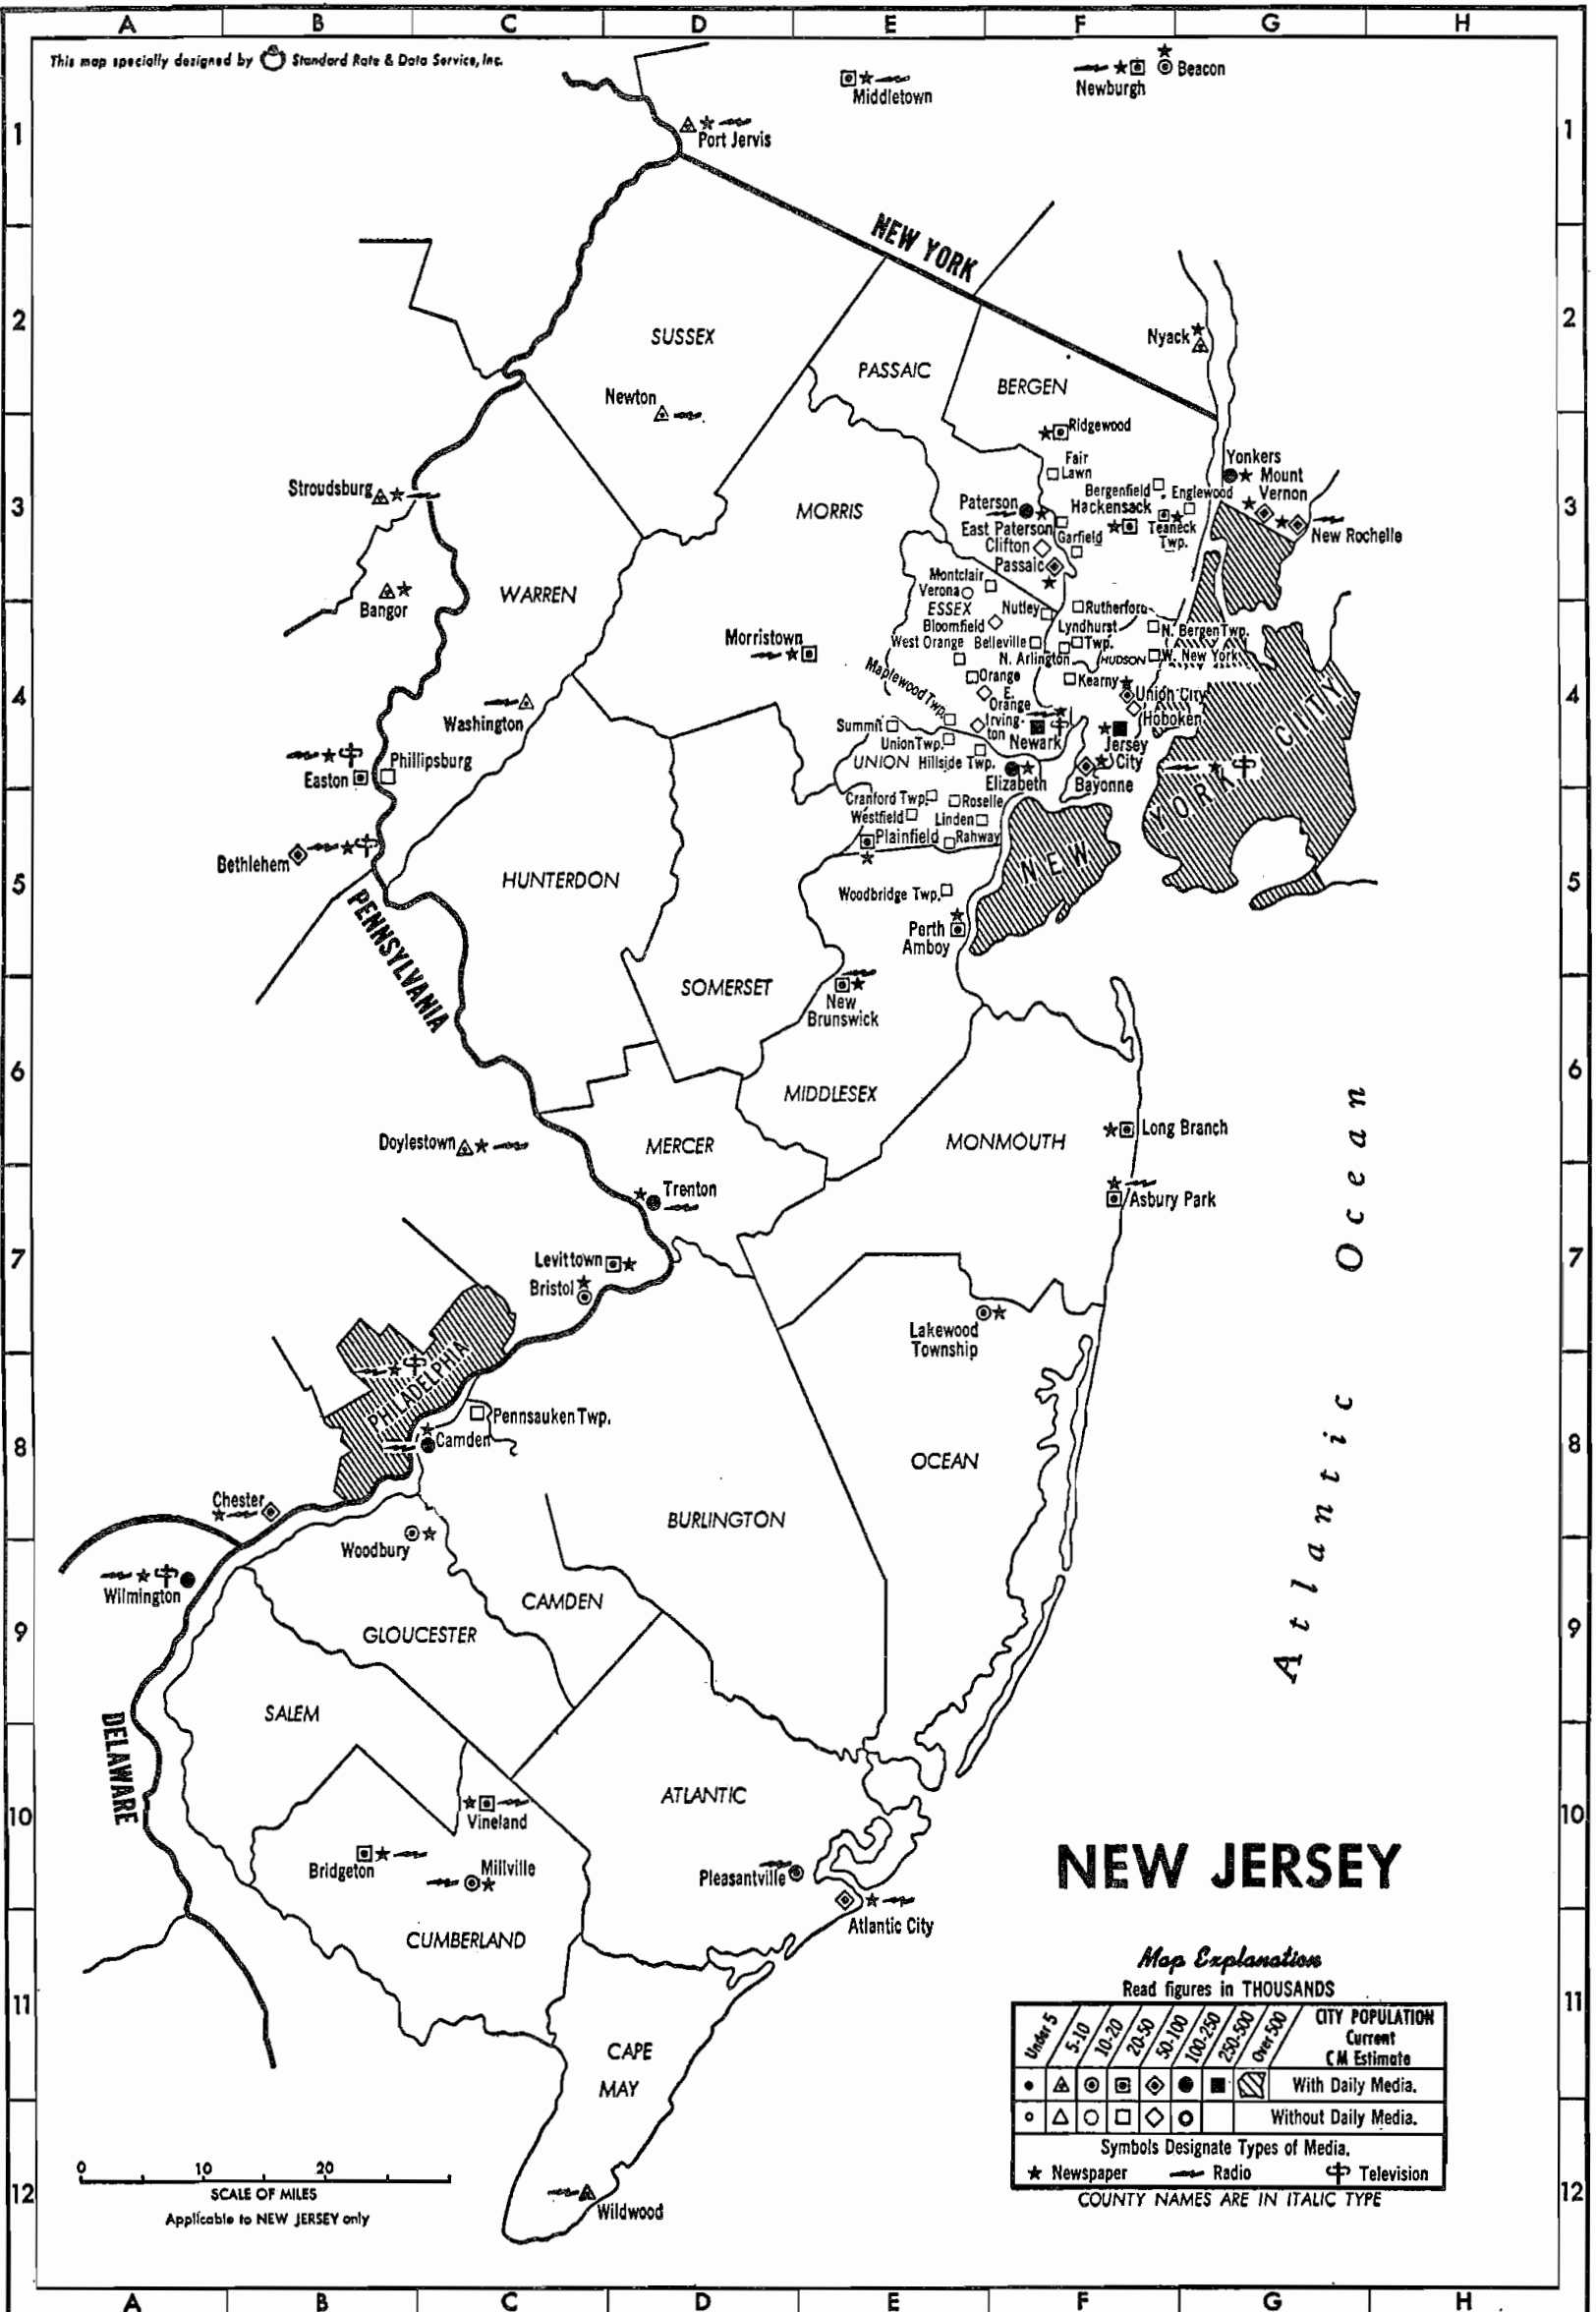 A B C D E F G H
This map specially designed by Standard Rate & Data Service, Inc.
Middletown
Newburgh
Beacon
1
Port Jervis
1
NEW YORK
2
SUSSEX
Nyack
2
PASSAIC
BERGEN
Newton
Ridgewood
Fair
Lawn
Yonkers
Mount
Vernon
Stroudsburg
Bergenfield
Englewood
3
MORRIS
Paterson
Hackensack
3
East Paterson
Teaneck
Twp.
Garfield
New Rochelle
Clifton
Passaic
Montclair
Bangor
WARREN
Verona
ESSEX
Nutley
Rutherford
Bloomfield
Lyndhurst
Twp.
N. Bergen Twp.
Morristown
West Orange
Belleville
N. Arlington
HUDSON
W. New York
Maplewood Twp.
Orange
Kearny
4
E.
Orange
Union City
4
Washington
Summit
Irving-
ton
Newark
Hoboken
Union Twp.
Jersey
City
Phillipsburg
UNION
Hillside Twp.
Easton
Elizabeth
Bayonne
NEW YORK CITY
Cranford Twp.
Roselle
Westfield
Linden
Plainfield
Rahway
Bethlehem
5
HUNTERDON
5
Woodbridge Twp.
PENNSYLVANIA
Perth
Amboy
SOMERSET
New
Brunswick
6
MIDDLESEX
6
Doylestown
MERCER
MONMOUTH
Long Branch
Trenton
Asbury Park
7
Levittown
7
Bristol
Lakewood
Township
PHILADELPHIA
Pennsauken Twp.
8
Camden
8
OCEAN
Atlantic Ocean
Chester
BURLINGTON
Woodbury
Wilmington
CAMDEN
9
GLOUCESTER
9
SALEM
DELAWARE
ATLANTIC
10
Vineland
10
Bridgeton
Millville
Pleasantville
NEW JERSEY
Atlantic City
CUMBERLAND
Map Explanation
Read figures in THOUSANDS
11
11
Under 5
5-10
10-20
20-50
50-100
100-250
250-500
Over 500
CITY POPULATION
Current
CM Estimate
CAPE
MAY
With Daily Media.
Without Daily Media.
Symbols Designate Types of Media.
Newspaper Radio Television
COUNTY NAMES ARE IN ITALIC TYPE
0 10 20
12
SCALE OF MILES
12
Applicable to NEW JERSEY only
Wildwood
A B C D E F G H